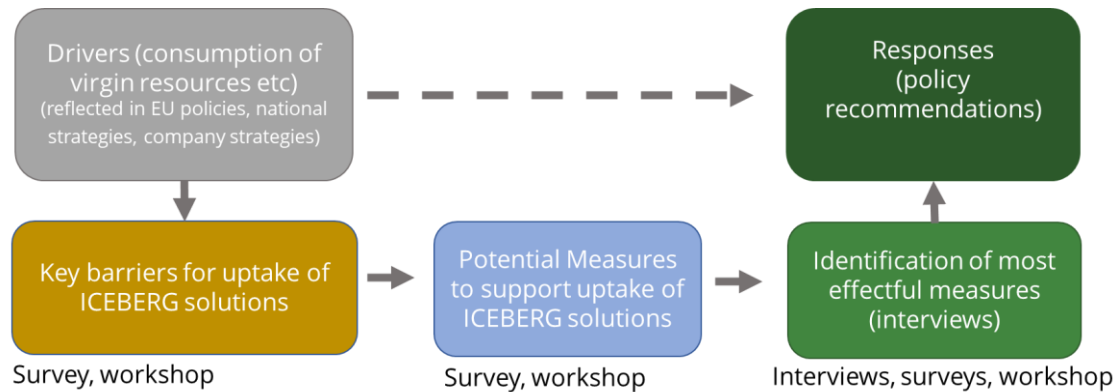 Drivers (consumption of
virgin resources etc)
(reflected in EU policies, national
strategies, company strategies)
Responses
(policy
recommendations)
Key barriers for uptake of
ICEBERG solutions
Potential Measures
to support uptake of
ICEBERG solutions
Identification of most
effectful measures
(interviews)
Survey, workshop
Survey, workshop
Interviews, surveys, workshop